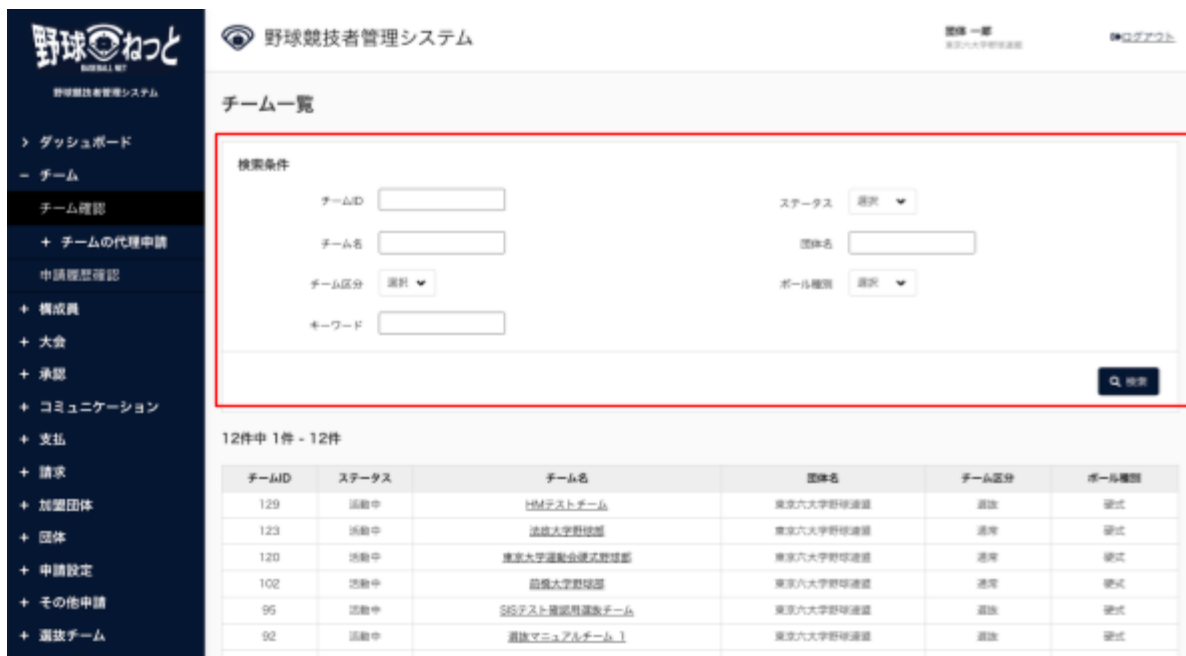 野球ねっと
BASEBALL NET
野球競技者管理システム
野球競技者管理システム
団体 一郎
東京六大学野球連盟
ログアウト
ダッシュボード
チーム
チーム確認
チームの代理申請
申請履歴確認
構成員
大会
承認
コミュニケーション
支払
請求
加盟団体
団体
申請設定
その他申請
選抜チーム
チーム一覧
検索条件
チームID
ステータス 選択
チーム名
団体名
チーム区分 選択
ボール種別 選択
キーワード
検索
12件中 1件 - 12件
チームID ステータス チーム名 団体名 チーム区分 ボール種別
129 活動中 HMテストチーム 東京六大学野球連盟 選抜 硬式
123 活動中 法政大学野球部 東京六大学野球連盟 通常 硬式
120 活動中 東京大学運動会硬式野球部 東京六大学野球連盟 通常 硬式
102 活動中 前橋大学野球部 東京六大学野球連盟 通常 硬式
95 活動中 SISテスト確認用選抜チーム 東京六大学野球連盟 選抜 硬式
92 活動中 選抜マニュアルチーム_1 東京六大学野球連盟 選抜 硬式